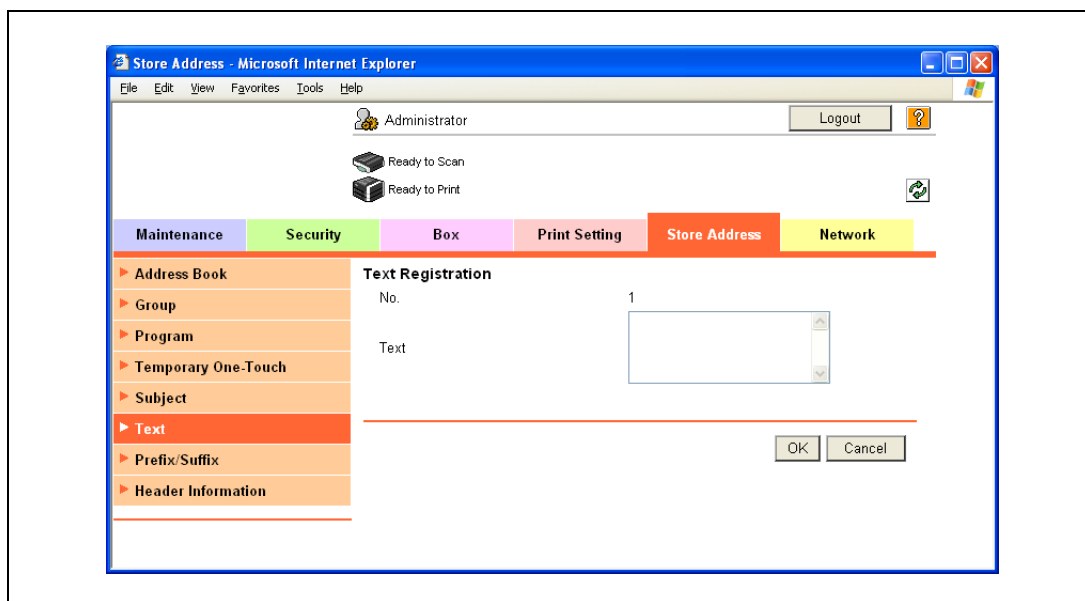 Store Address - Microsoft Internet Explorer
File Edit View Favorites Tools Help
Administrator Logout ?
Ready to Scan
Ready to Print
Maintenance Security Box Print Setting Store Address Network
Address Book
Group
Program
Temporary One-Touch
Subject
Text
Prefix/Suffix
Header Information
Text Registration
No. 1
Text
OK Cancel